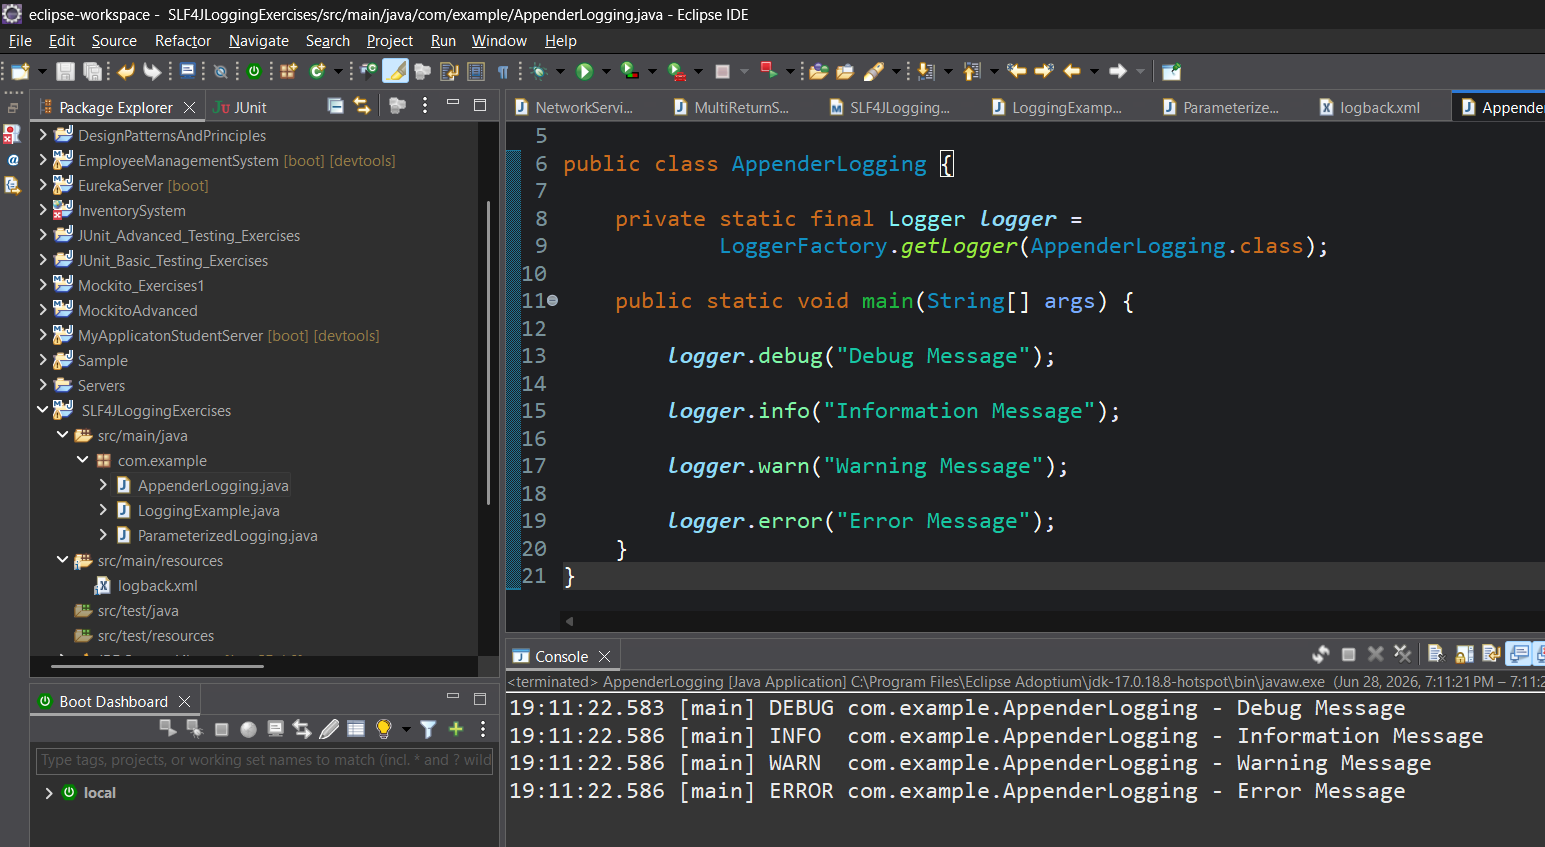 eclipse-workspace - SLF4JLoggingExercises/src/main/java/com/example/AppenderLogging.java - Eclipse IDE
File Edit Source Refactor Navigate Search Project Run Window Help
Package Explorer
JUnit
DesignPatternsAndPrinciples
EmployeeManagementSystem [boot] [devtools]
EurekaServer [boot]
InventorySystem
JUnit_Advanced_Testing_Exercises
JUnit_Basic_Testing_Exercises
Mockito_Exercises1
MockitoAdvanced
MyApplicatonStudentServer [boot] [devtools]
Sample
Servers
SLF4JLoggingExercises
src/main/java
com.example
AppenderLogging.java
LoggingExample.java
ParameterizedLogging.java
src/main/resources
logback.xml
src/test/java
src/test/resources
Boot Dashboard
Type tags, projects, or working set names to match (incl. * and ? wild
local
NetworkServi... MultiReturnS... SLF4JLogging... LoggingExamp... Parameterize... logback.xml Appende
5
6 public class AppenderLogging {
7
8 private static final Logger logger =
9 LoggerFactory.getLogger(AppenderLogging.class);
10
11 public static void main(String[] args) {
12
13 logger.debug("Debug Message");
14
15 logger.info("Information Message");
16
17 logger.warn("Warning Message");
18
19 logger.error("Error Message");
20 }
21 }
Console
<terminated> AppenderLogging [Java Application] C:\Program Files\Eclipse Adoptium\jdk-17.0.18.8-hotspot\bin\javaw.exe (Jun 28, 2026, 7:11:21 PM – 7:11:2
19:11:22.583 [main] DEBUG com.example.AppenderLogging - Debug Message
19:11:22.586 [main] INFO com.example.AppenderLogging - Information Message
19:11:22.586 [main] WARN com.example.AppenderLogging - Warning Message
19:11:22.586 [main] ERROR com.example.AppenderLogging - Error Message